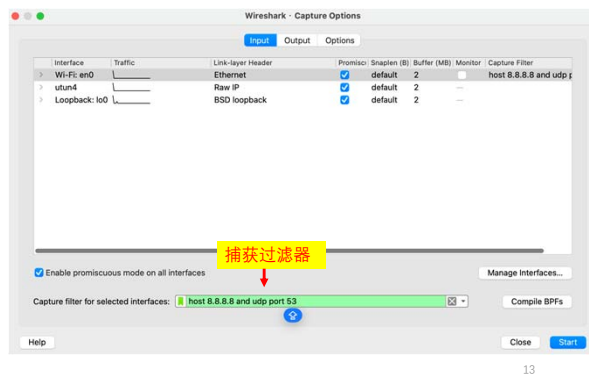 Wireshark · Capture Options
Input Output Options
Interface Traffic Link-layer Header Promisc Snaplen (B) Buffer (MB) Monitor Capture Filter
Wi-Fi: en0 Ethernet default 2 host 8.8.8.8 and udp p
utun4 Raw IP default 2 —
Loopback: lo0 BSD loopback default 2 —
捕获过滤器
Enable promiscuous mode on all interfaces Manage Interfaces...
Capture filter for selected interfaces: host 8.8.8.8 and udp port 53 Compile BPFs
Help Close Start
13